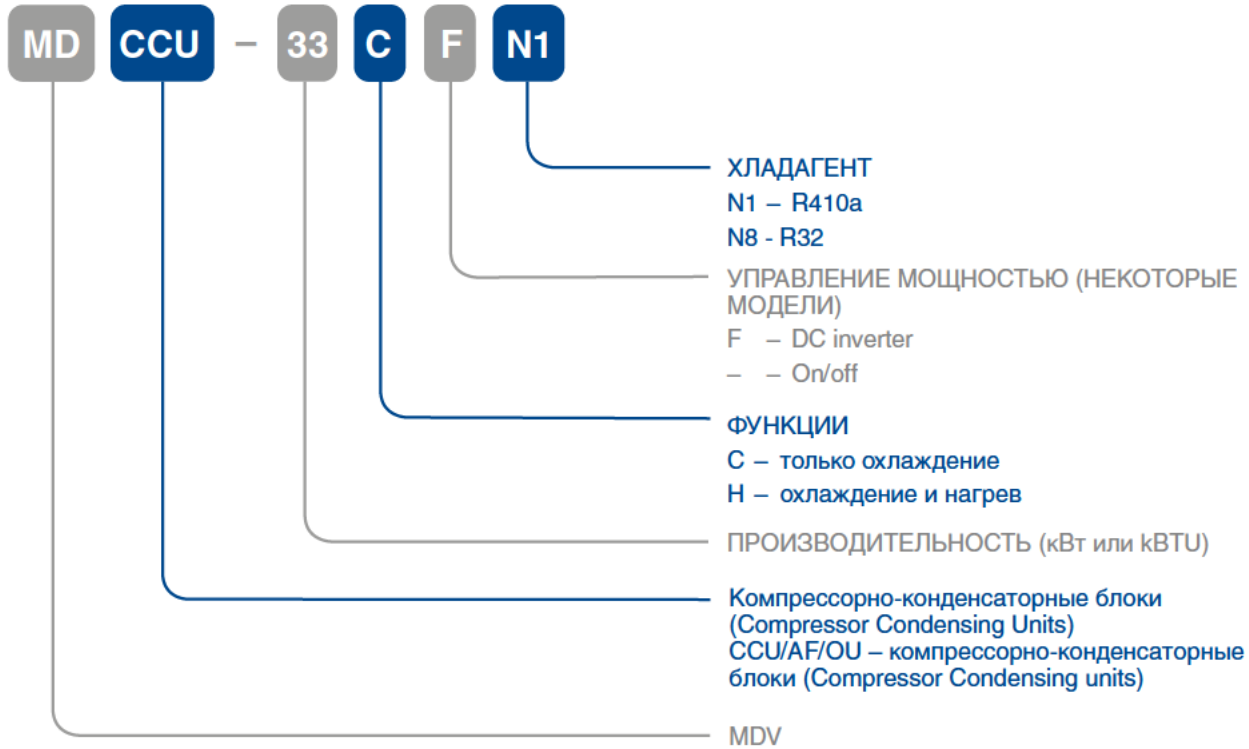 MD CCU – 33 C F N1
ХЛАДАГЕНТ
N1 – R410a
N8 - R32
УПРАВЛЕНИЕ МОЩНОСТЬЮ (НЕКОТОРЫЕ
МОДЕЛИ)
F – DC inverter
– – On/off
ФУНКЦИИ
C – только охлаждение
H – охлаждение и нагрев
ПРОИЗВОДИТЕЛЬНОСТЬ (кВт или kBTU)
Компрессорно-конденсаторные блоки
(Compressor Condensing Units)
CCU/AF/OU – компрессорно-конденсаторные
блоки (Compressor Condensing units)
MDV